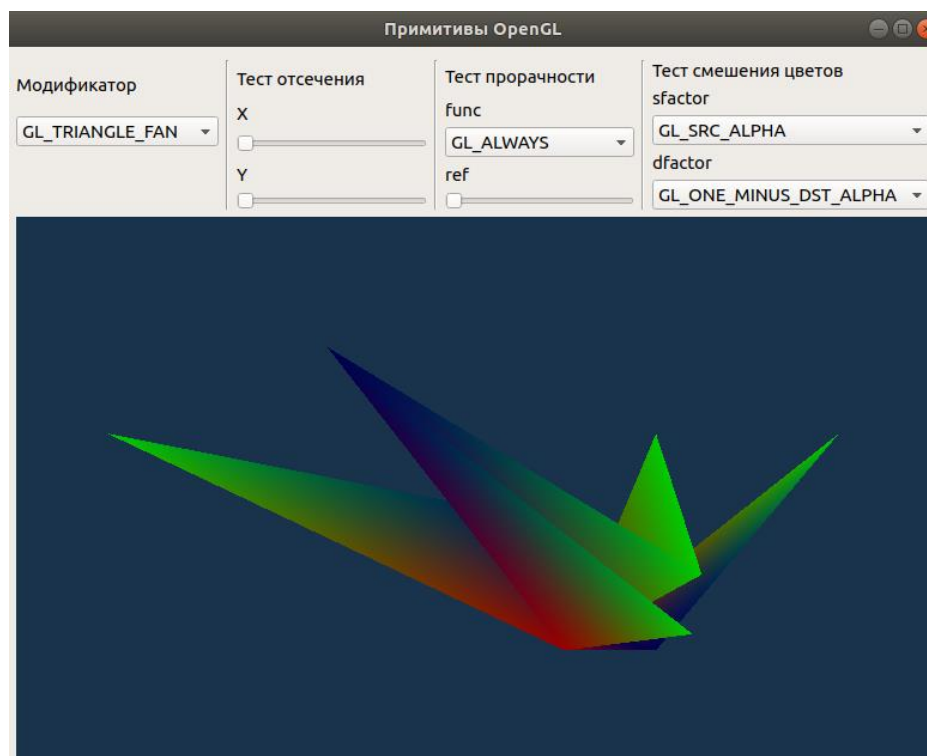 Примитивы OpenGL
Модификатор
GL_TRIANGLE_FAN
Тест отсечения
X
Y
Тест прорачности
func
GL_ALWAYS
ref
Тест смешения цветов
sfactor
GL_SRC_ALPHA
dfactor
GL_ONE_MINUS_DST_ALPHA